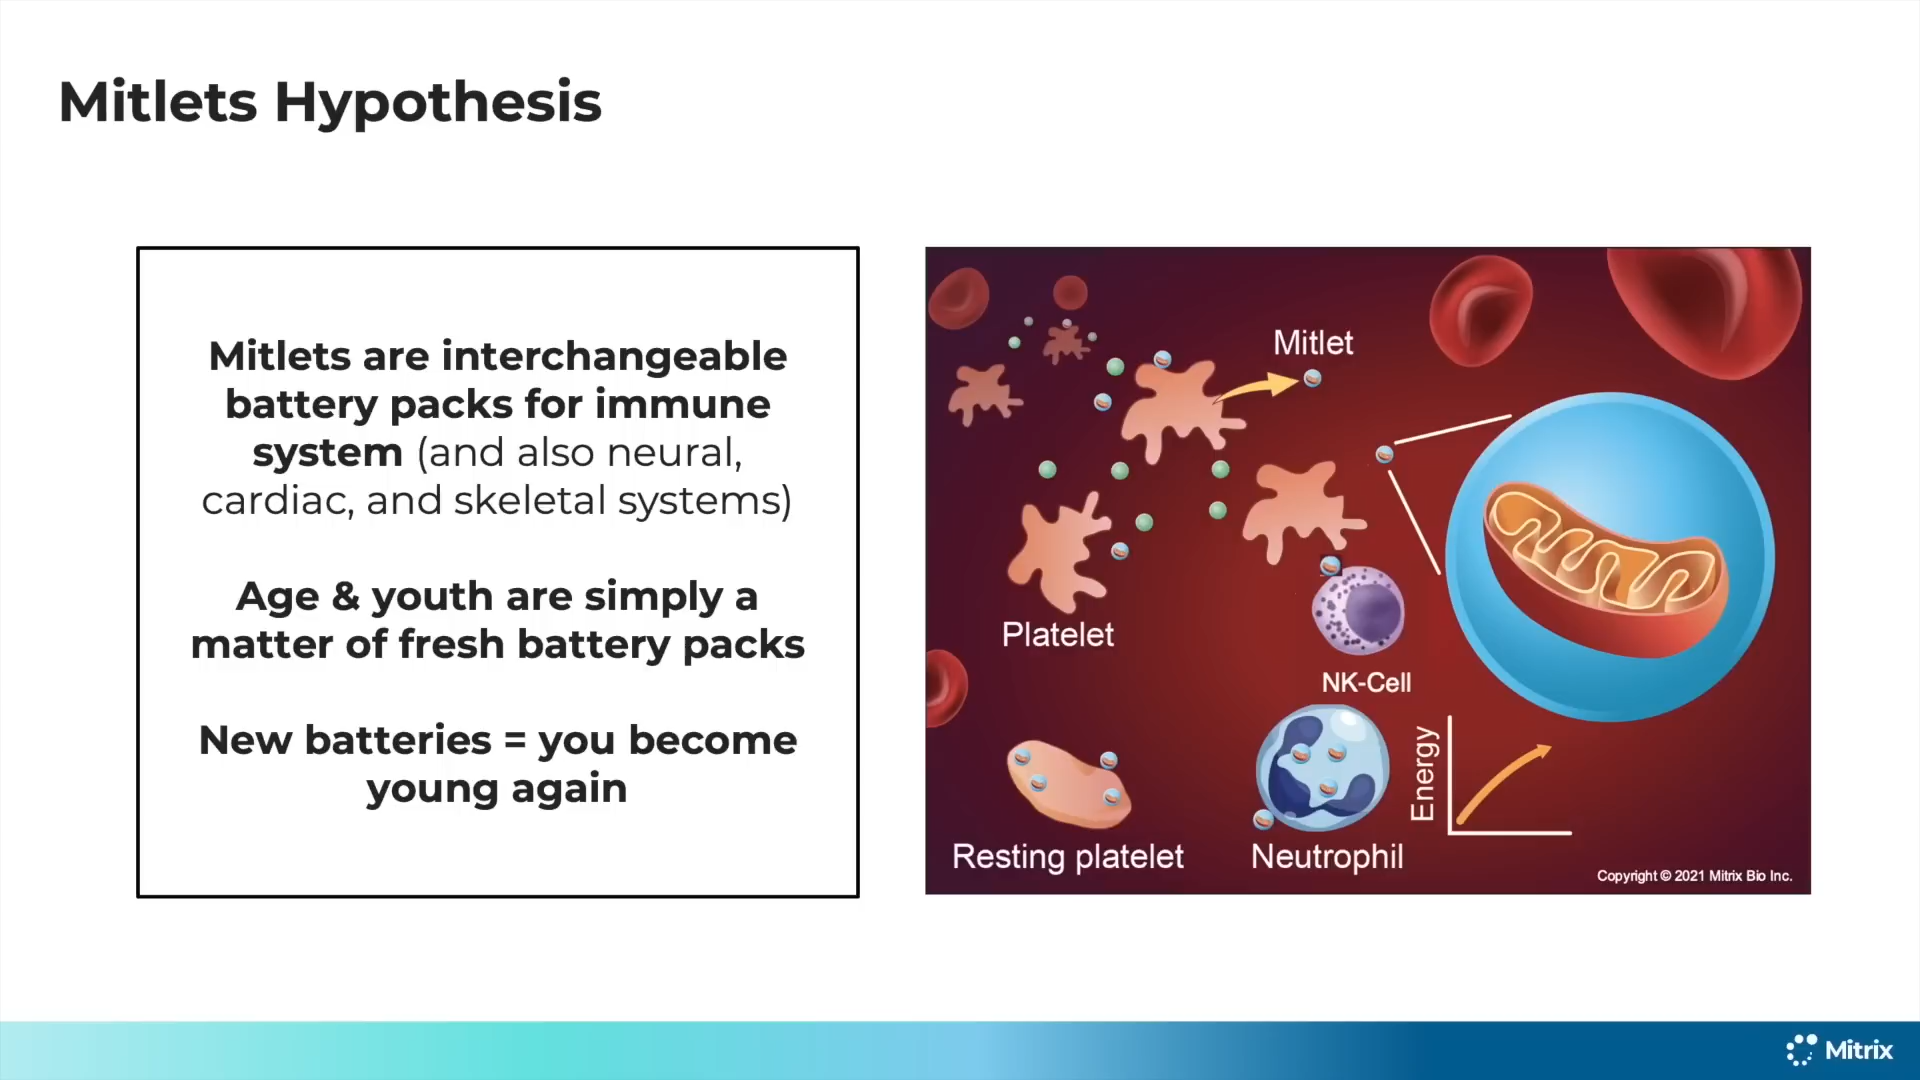 Mitlets Hypothesis
Mitlets are interchangeable
battery packs for immune
system (and also neural,
cardiac, and skeletal systems)
Age & youth are simply a
matter of fresh battery packs
New batteries = you become
young again
Mitlet
Platelet
NK-Cell
Resting platelet
Neutrophil
Energy
Copyright © 2021 Mitrix Bio Inc.
Mitrix